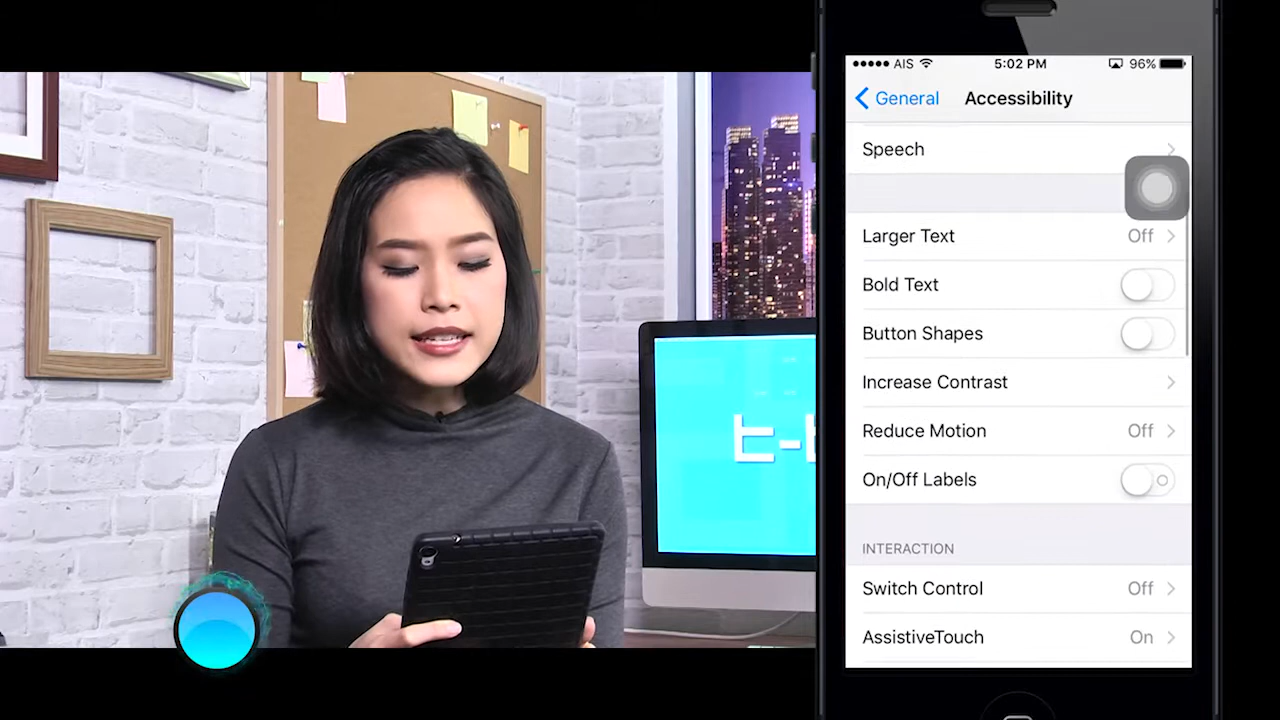 AIS 5:02 PM 96%
General Accessibility
Speech
Larger Text Off
Bold Text
Button Shapes
Increase Contrast
Reduce Motion Off
On/Off Labels
INTERACTION
Switch Control Off
AssistiveTouch On